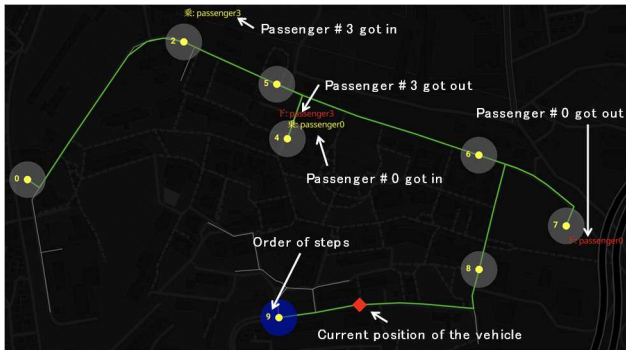 乗: passenger3
Passenger # 3 got in
2
5
Passenger # 3 got out
下: passenger3
乗: passenger0
4
Passenger # 0 got out
6
0
Passenger # 0 got in
7
下: passenger0
Order of steps
8
9
Current position of the vehicle